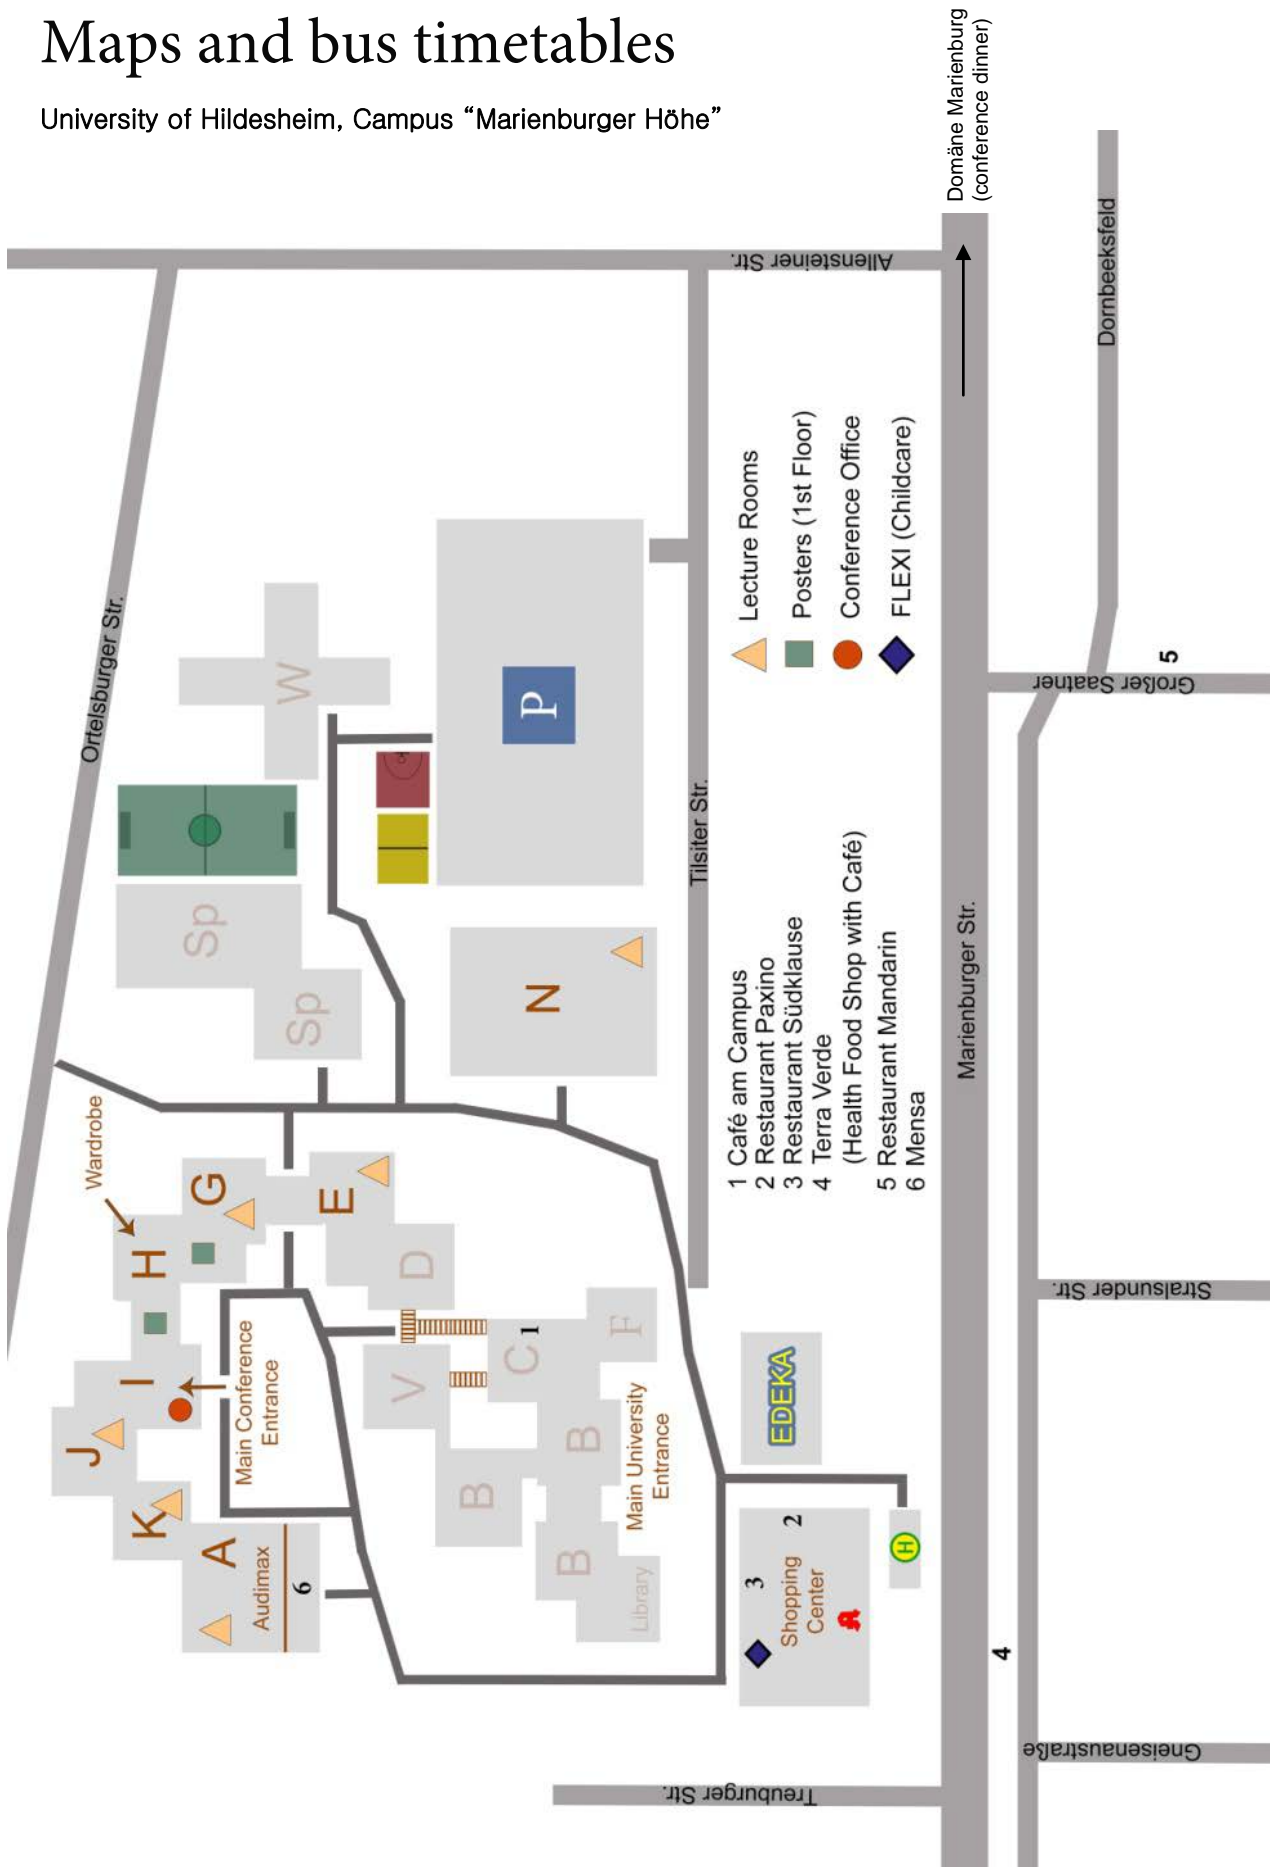 Maps and bus timetables
University of Hildesheim, Campus “Marienburger Höhe”
Domäne Marienburg
(conference dinner)
Allensteiner Str.
Dornbeeksfeld
Ortelsburger Str.
Lecture Rooms
Posters (1st Floor)
Conference Office
FLEXI (Childcare)
W
P
Großer Saatner
5
Tilsiter Str.
Sp
Sp
N
Marienburger Str.
1 Café am Campus
2 Restaurant Paxino
3 Restaurant Südklause
4 Terra Verde
(Health Food Shop with Café)
5 Restaurant Mandarin
6 Mensa
Wardrobe
G
E
H
D
I
Main Conference
Entrance
V
C
1
F
J
K
A
Audimax
6
B
B
B
Library
Main University
Entrance
EDEKA
Stralsunder Str.
3
2
Shopping
Center
A
H
4
Gneisenaustraße
Treuburger Str.